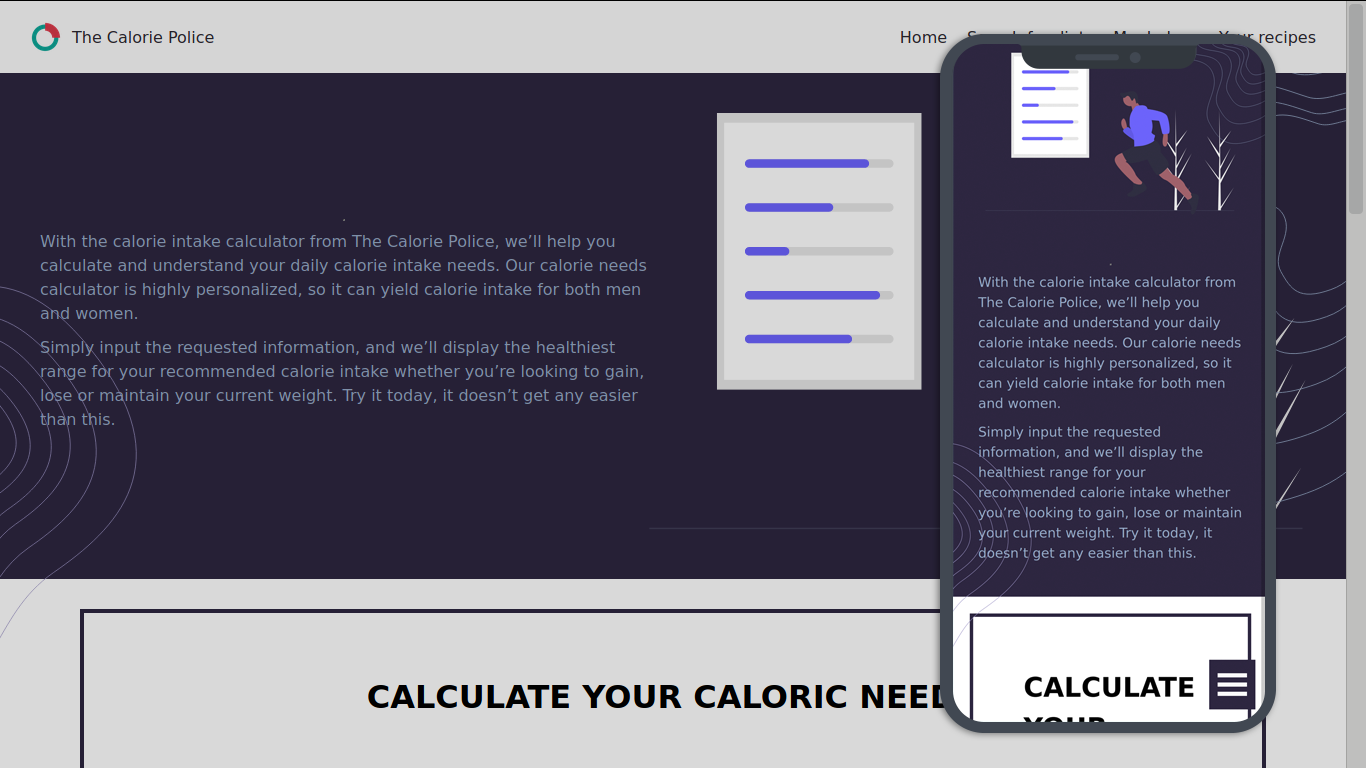 The Calorie Police
Home
recipes
With the calorie intake calculator from The Calorie Police, we’ll help you
calculate and understand your daily calorie intake needs. Our calorie needs
calculator is highly personalized, so it can yield calorie intake for both men
and women.
Simply input the requested information, and we’ll display the healthiest
range for your recommended calorie intake whether you’re looking to gain,
lose or maintain your current weight. Try it today, it doesn’t get any easier
than this.
CALCULATE YOUR CALORIC NEED
With the calorie intake calculator from
The Calorie Police, we’ll help you
calculate and understand your daily
calorie intake needs. Our calorie needs
calculator is highly personalized, so it
can yield calorie intake for both men
and women.
Simply input the requested
information, and we’ll display the
healthiest range for your
recommended calorie intake whether
you’re looking to gain, lose or maintain
your current weight. Try it today, it
doesn’t get any easier than this.
CALCULATE
YOUR